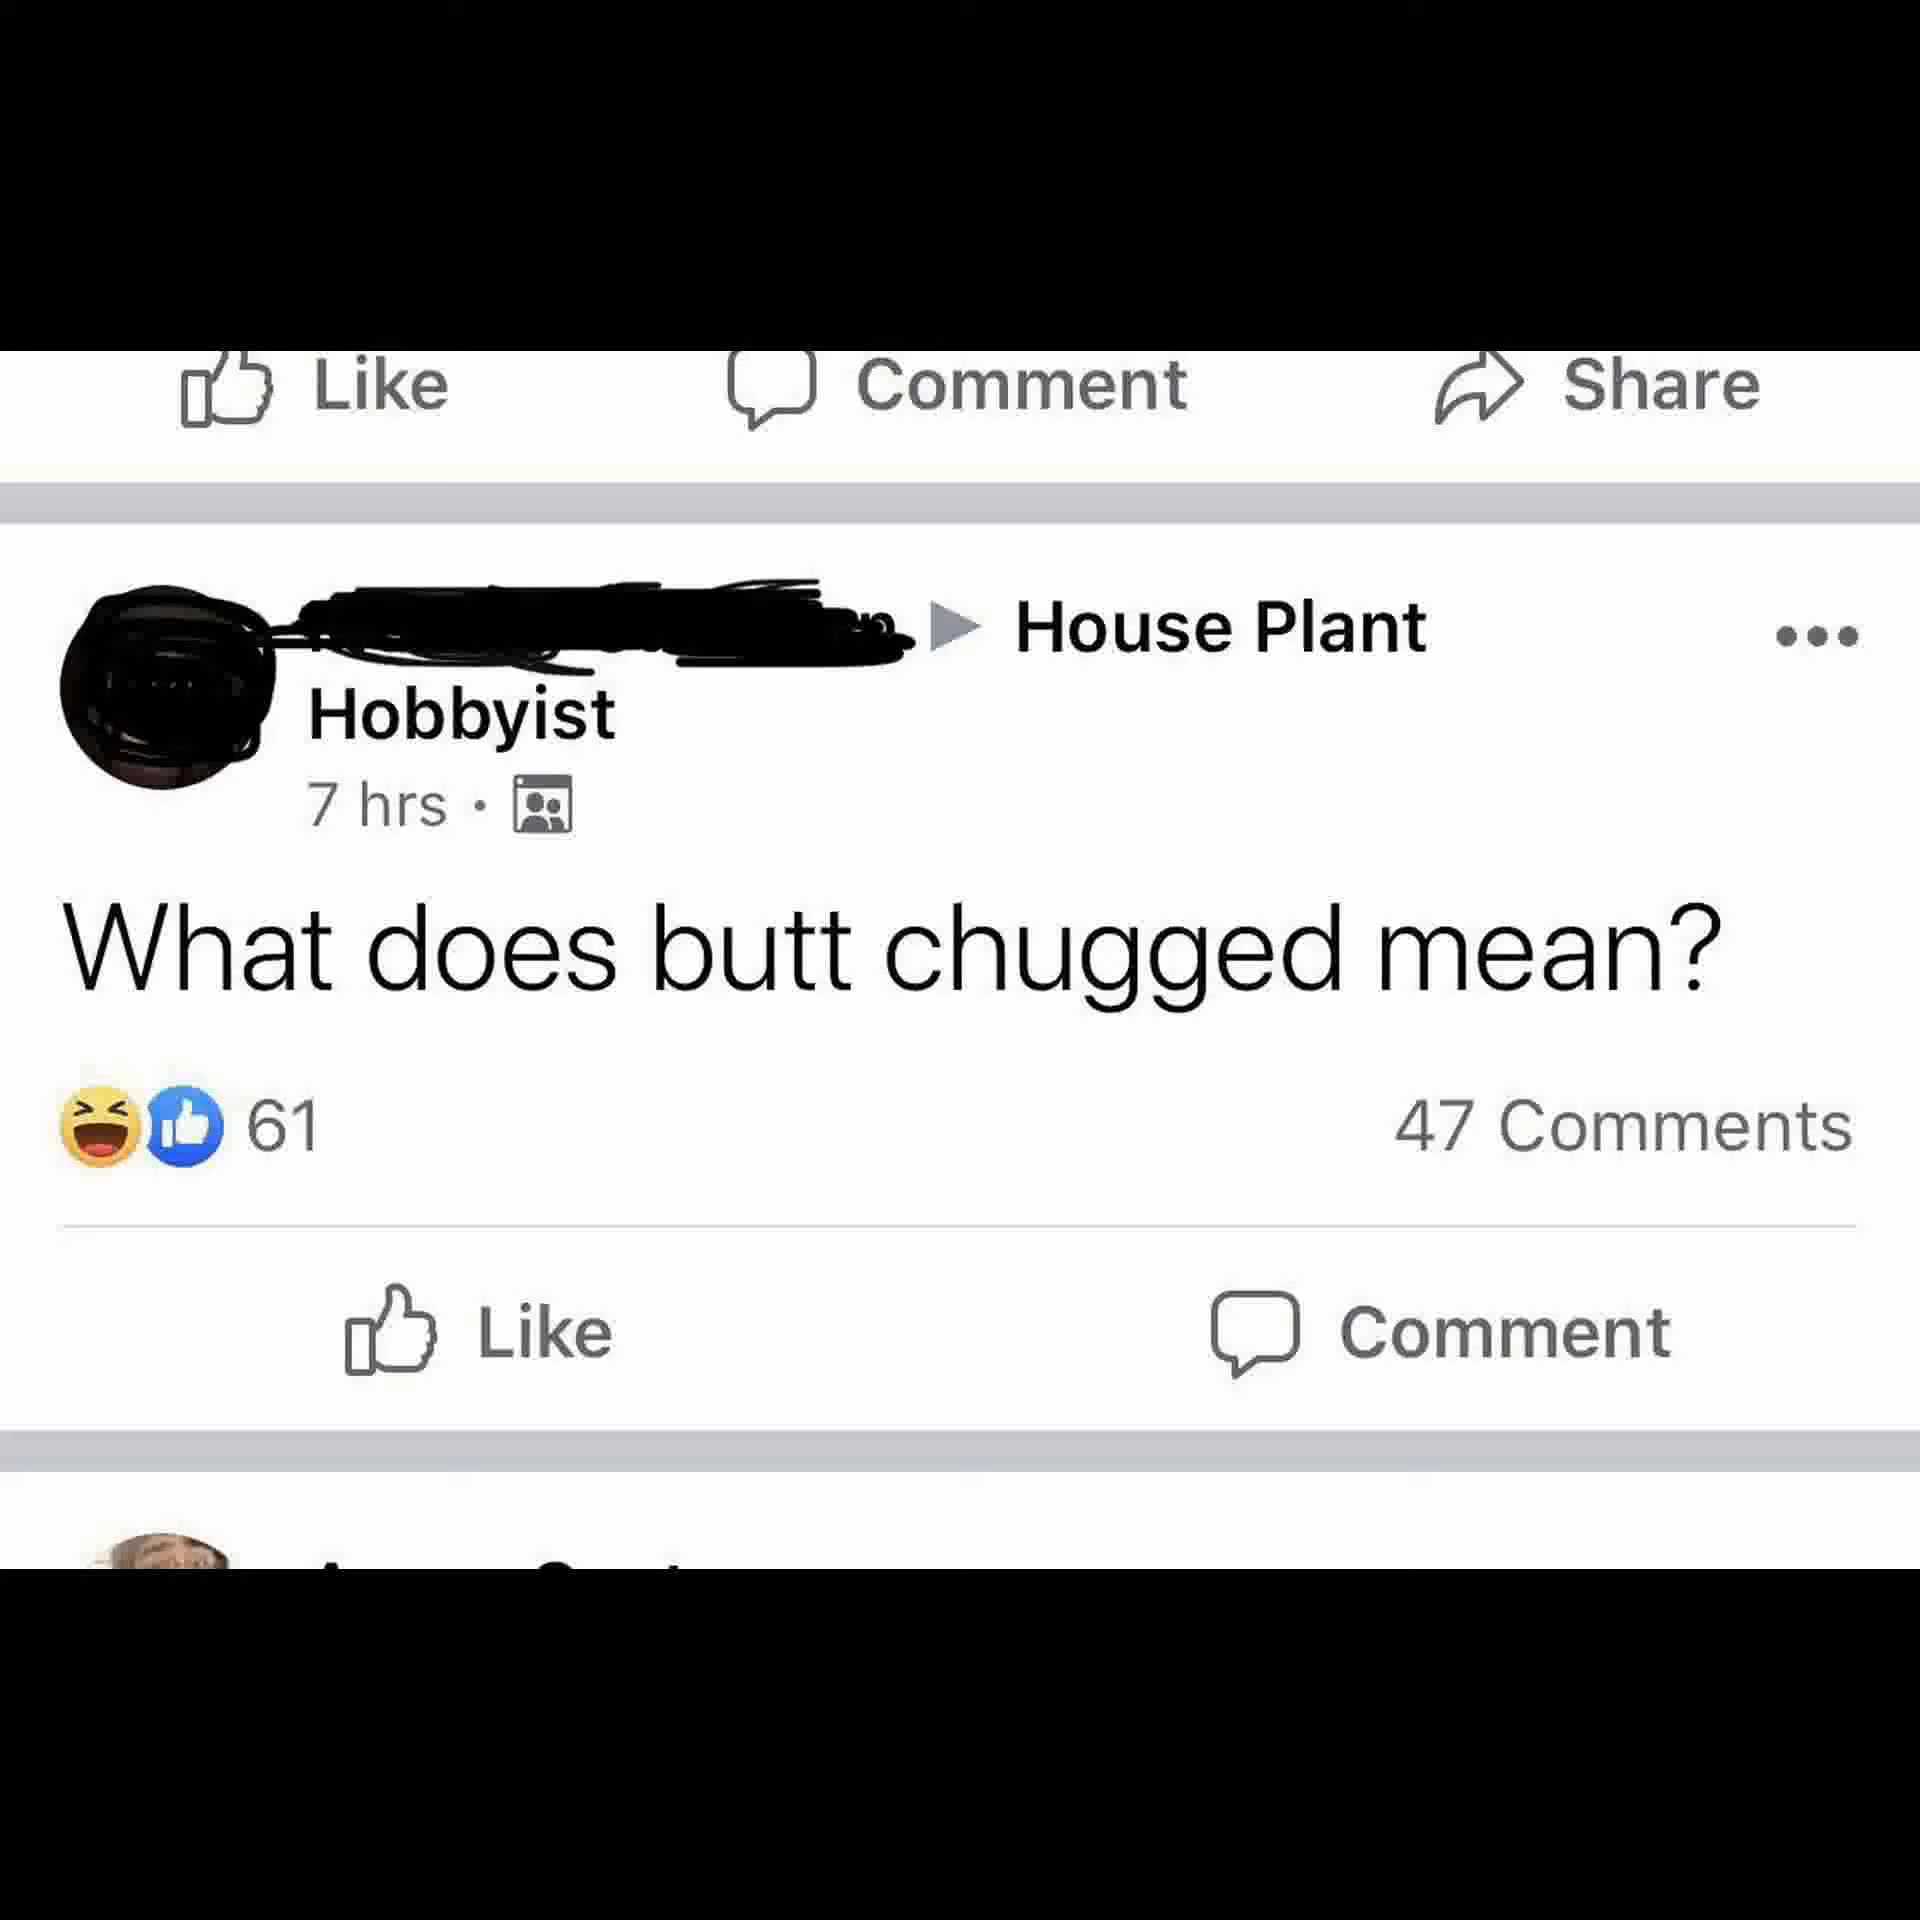 Like Comment Share
House Plant
Hobbyist
7 hrs ·
What does butt chugged mean?
61 47 Comments
Like Comment